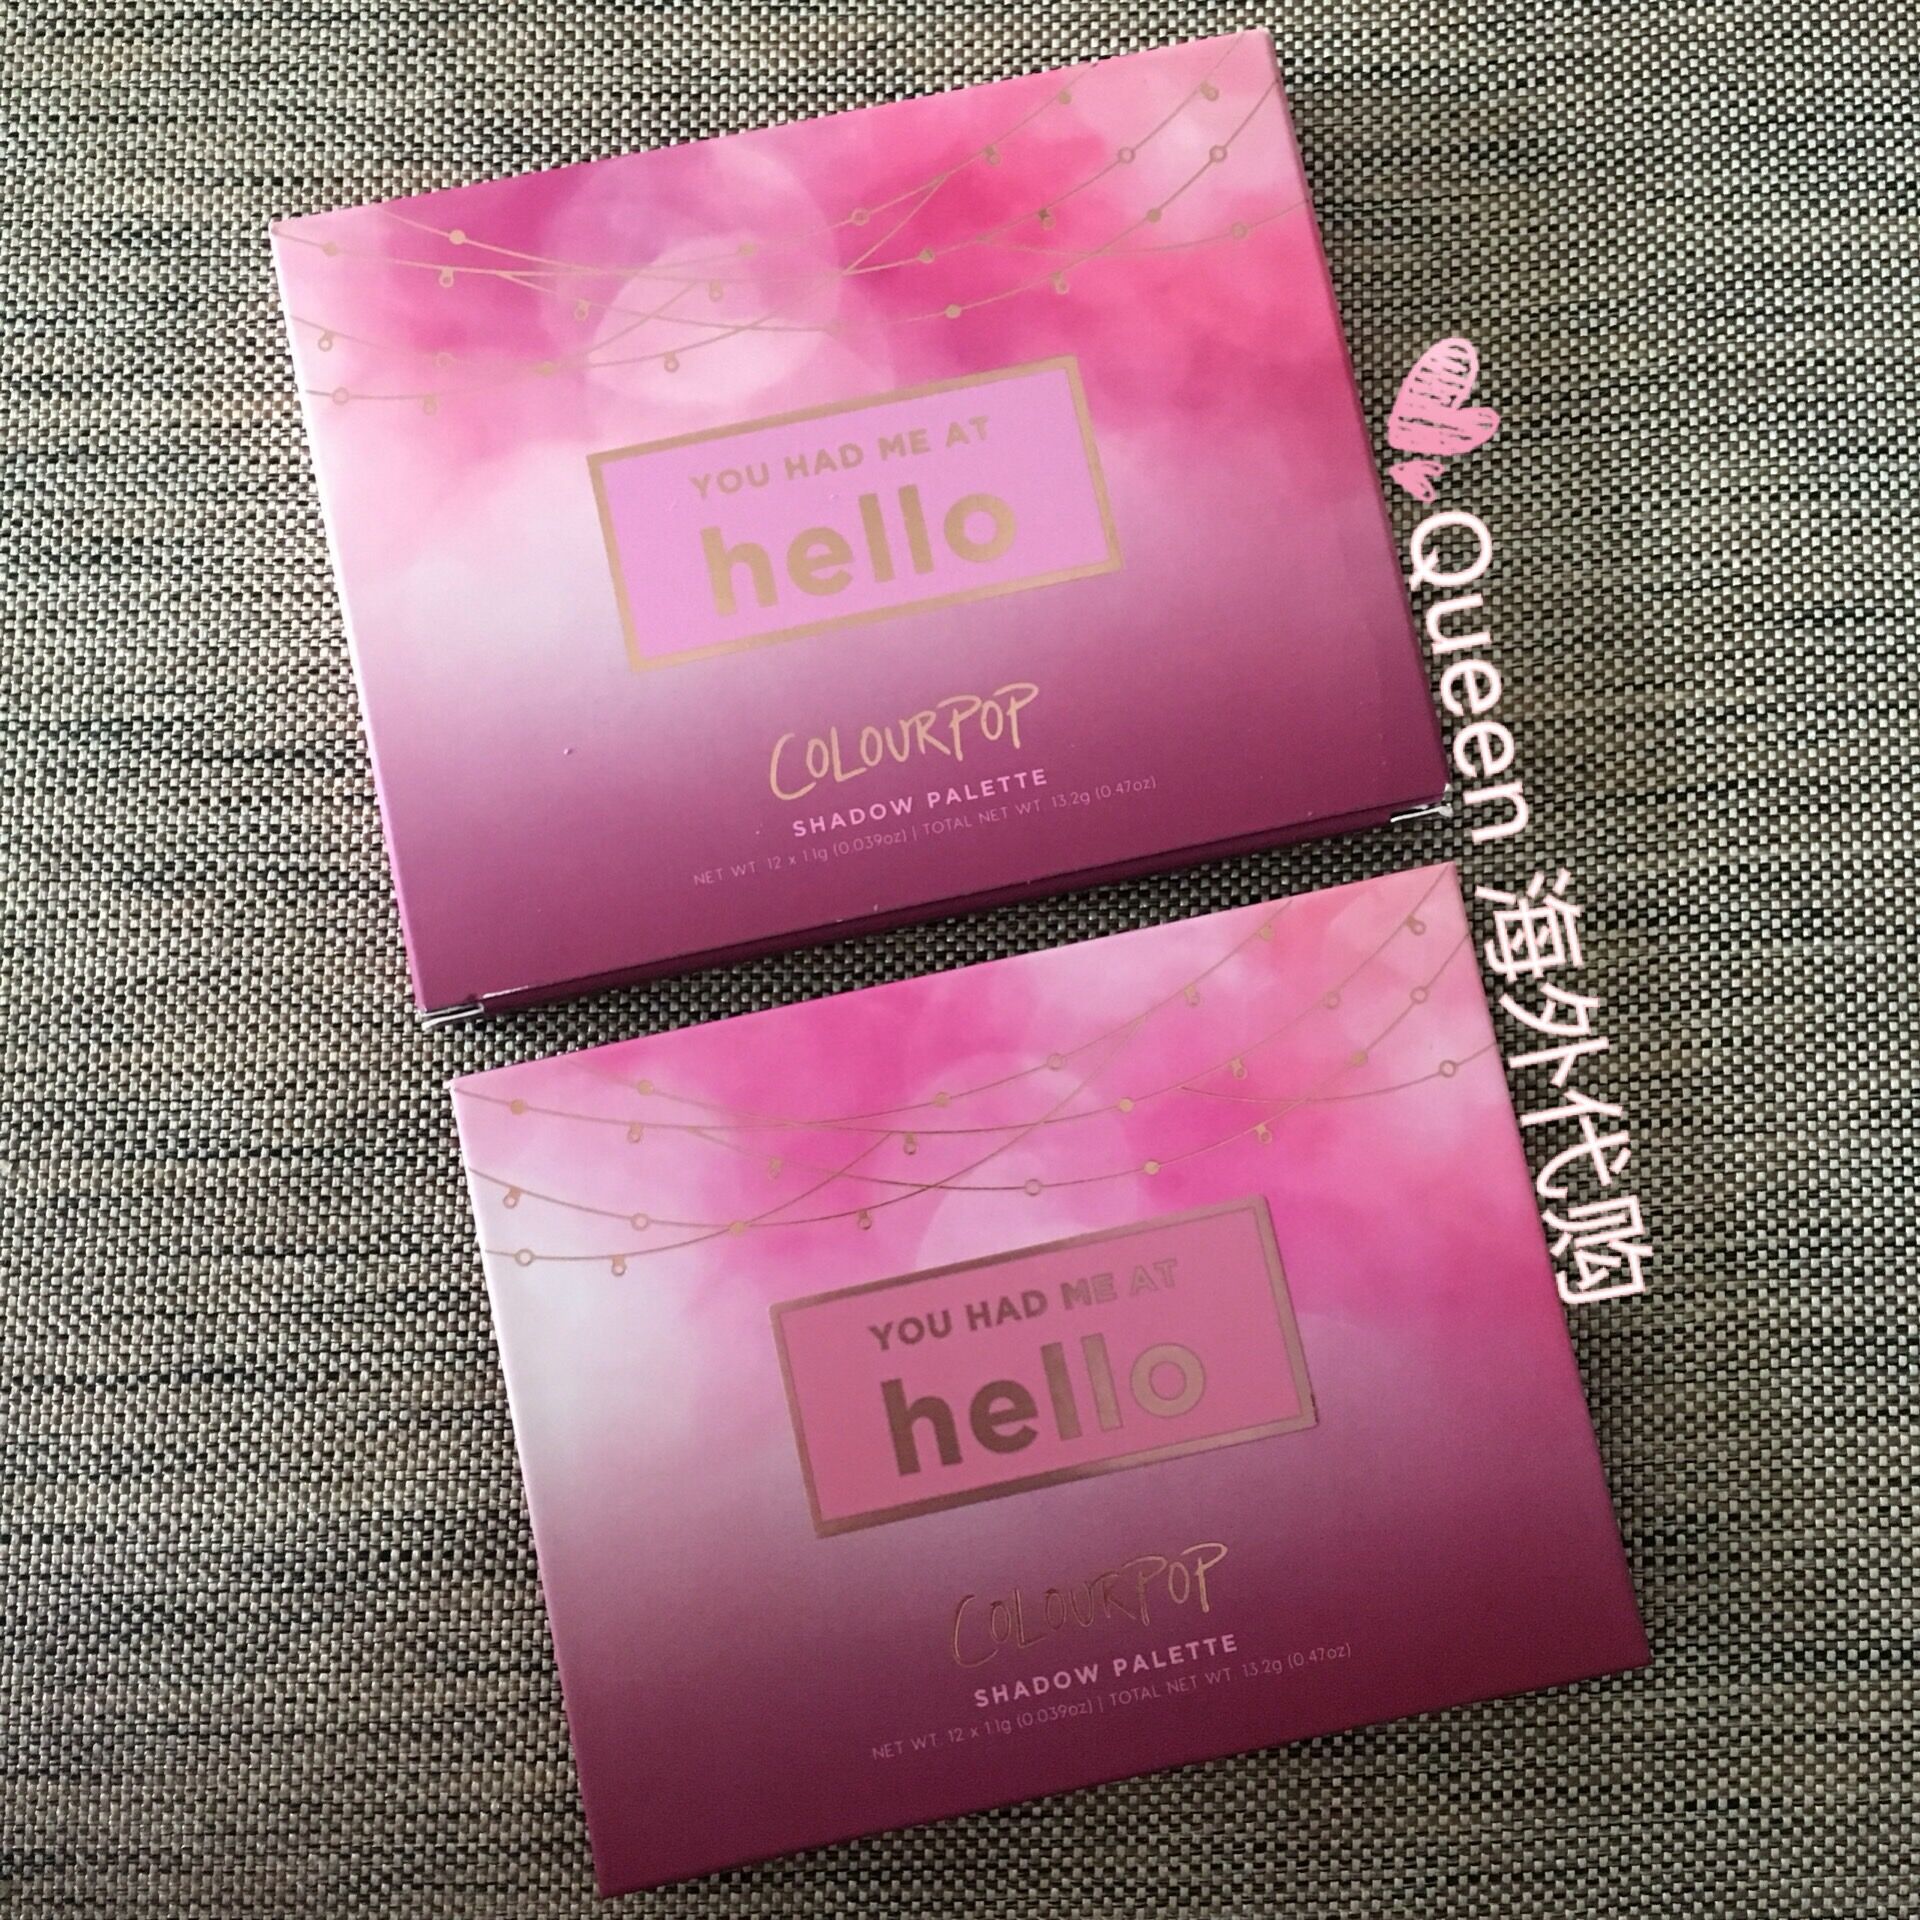 YOU HAD ME AT
hello
COLOURPOP
SHADOW PALETTE
NET WT. 12 x 1.1g (0.039oz) | TOTAL NET WT. 13.2g (0.47oz)
Queen 海外代购
YOU HAD ME AT
hello
COLOURPOP
SHADOW PALETTE
NET WT. 12 x 1.1g (0.039oz) | TOTAL NET WT. 13.2g (0.47oz)